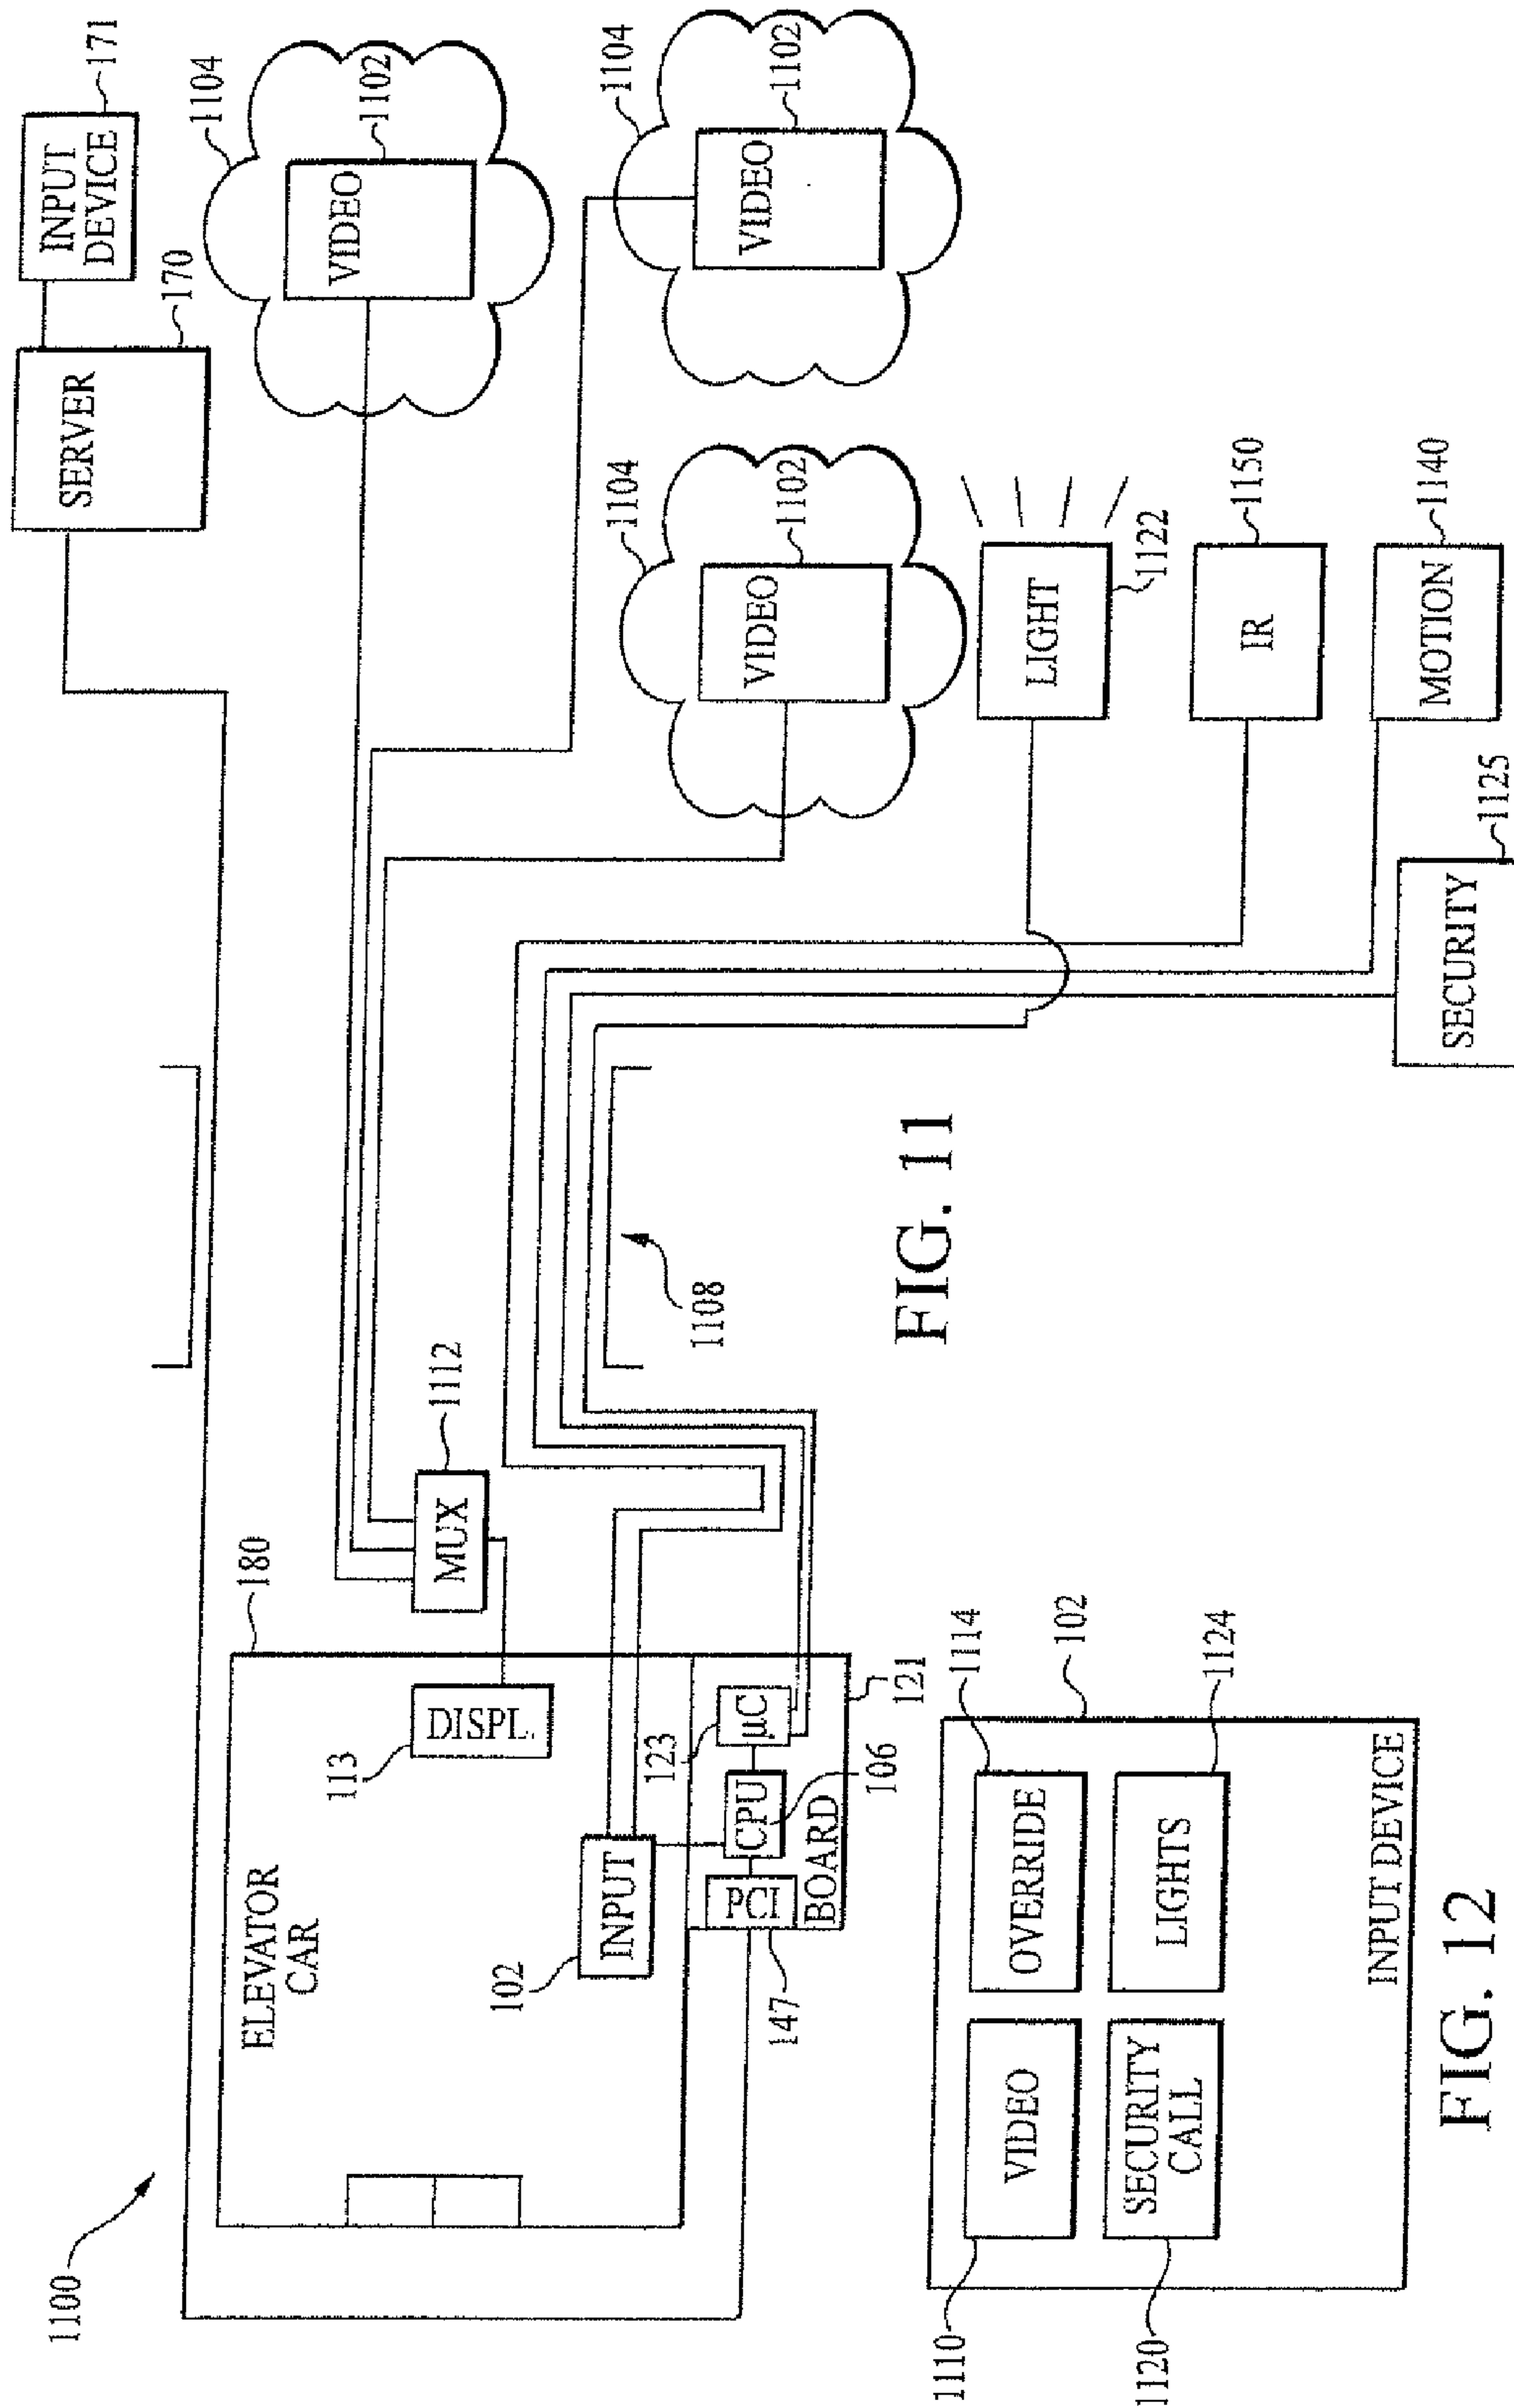 1100
ELEVATOR
CAR
180
113
DISPL.
MUX
1112
102
INPUT
123
µC
CPU
106
PCI
147
BOARD
121
1108
SERVER
170
INPUT
DEVICE
171
VIDEO
1102
1104
VIDEO
1102
1104
VIDEO
1102
1104
LIGHT
1122
IR
1150
MOTION
1140
SECURITY
1125
FIG. 11
1110
VIDEO
OVERRIDE
1114
102
1120
SECURITY
CALL
LIGHTS
1124
INPUT DEVICE
FIG. 12